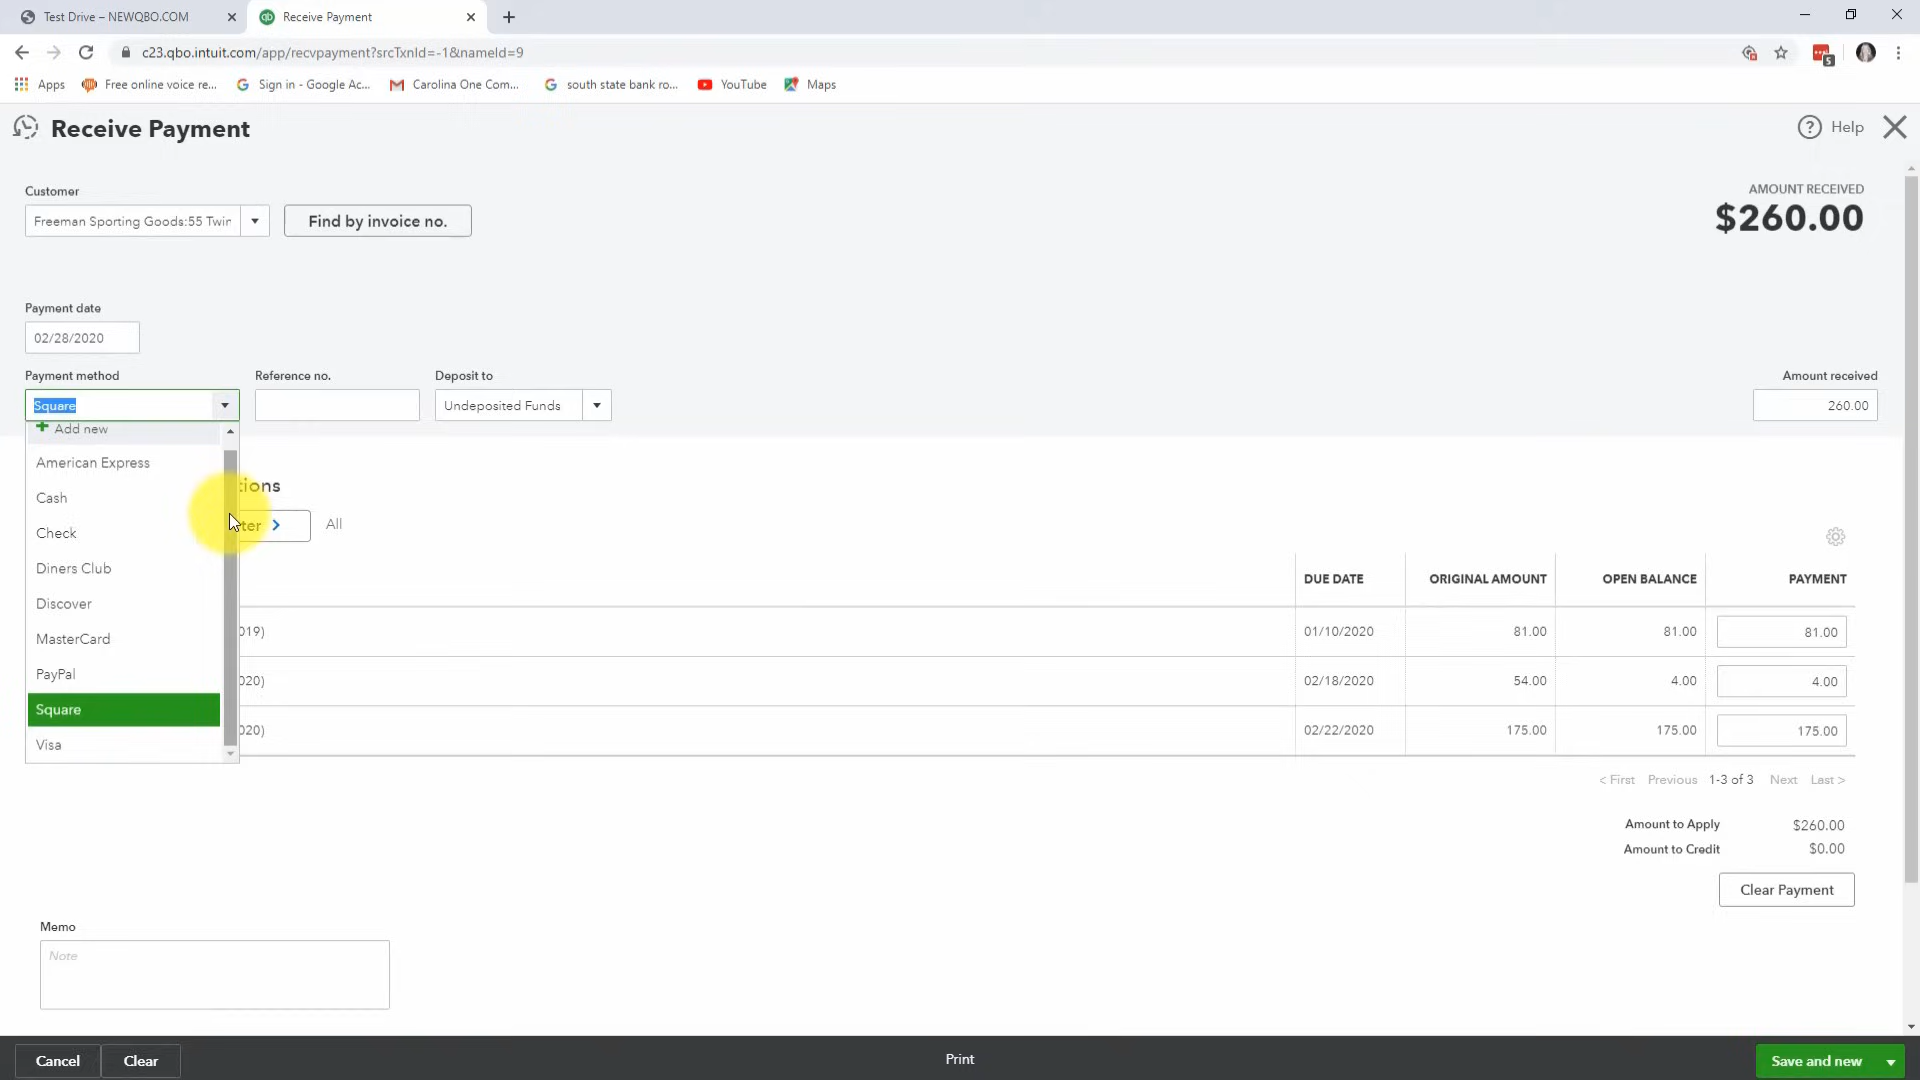 Test Drive – NEWQBO.COM
Receive Payment
c23.qbo.intuit.com/app/recvpayment?srcTxnId=-1&nameId=9
5
Apps
Free online voice re...
Sign in - Google Ac...
Carolina One Com...
south state bank ro...
YouTube
Maps
Receive Payment
? Help
Customer
Freeman Sporting Goods:55 Twin
Find by invoice no.
AMOUNT RECEIVED
$260.00
Payment date
02/28/2020
Payment method
Reference no.
Deposit to
Amount received
Square
Undeposited Funds
260.00
+ Add new
American Express
Cash
Check
Diners Club
Discover
MasterCard
PayPal
Square
Visa
tions
ter >
All
DUE DATE ORIGINAL AMOUNT OPEN BALANCE PAYMENT
019) 01/10/2020 81.00 81.00 81.00
020) 02/18/2020 54.00 4.00 4.00
020) 02/22/2020 175.00 175.00 175.00
< First Previous 1-3 of 3 Next Last >
Amount to Apply $260.00
Amount to Credit $0.00
Clear Payment
Memo
Note
Cancel
Clear
Print
Save and new